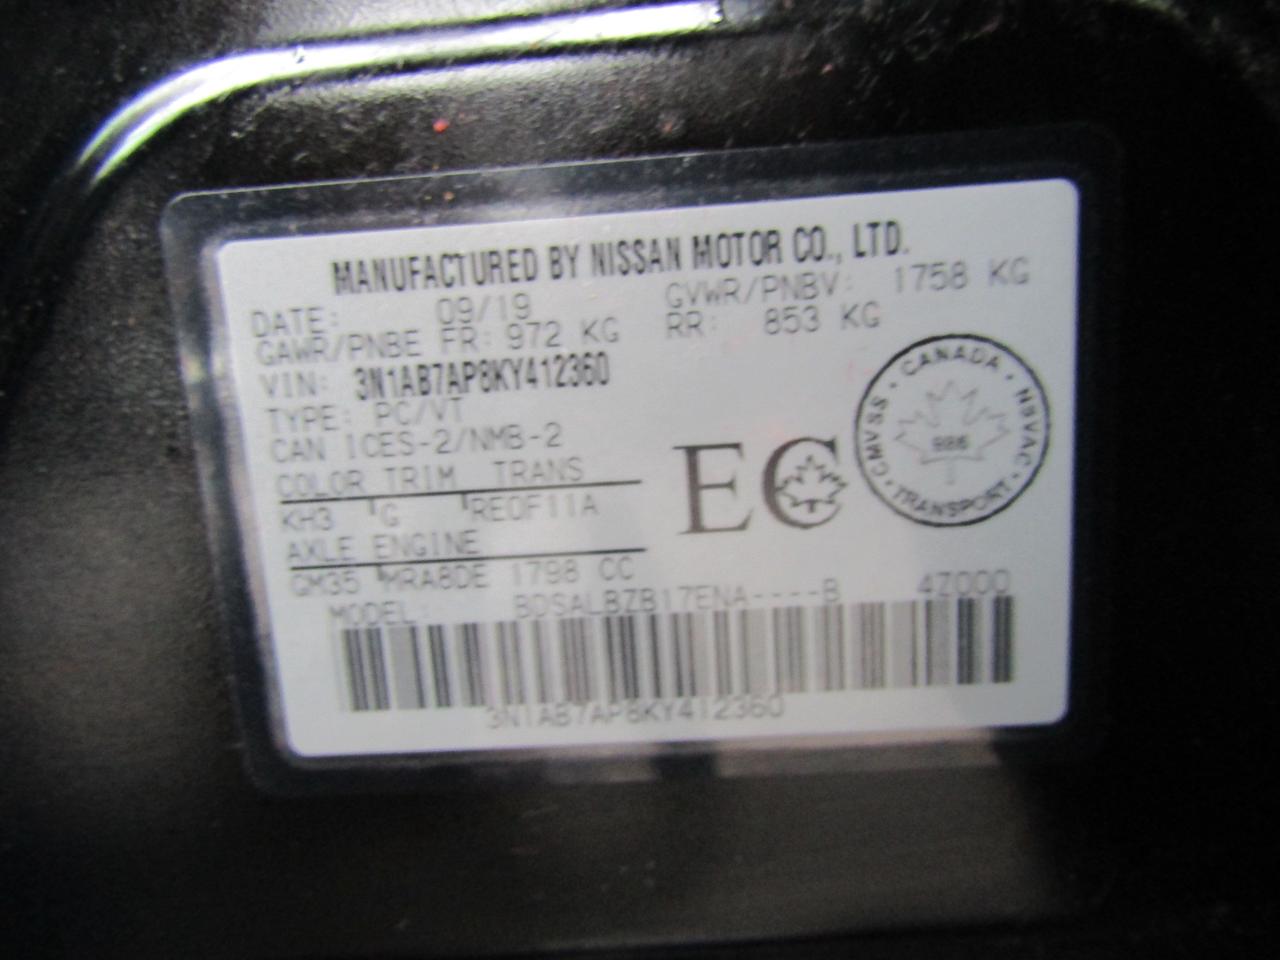 MANUFACTURED BY NISSAN MOTOR CO., LTD.
DATE: 09/19 GVWR/PNBV: 1758 KG
GAWR/PNBE FR: 972 KG RR: 853 KG
VIN: 3N1AB7AP8KY412360
TYPE: PC/VT
CAN ICES-2/NMB-2
COLOR TRIM TRANS
KH3 G RE0F11A
AXLE ENGINE
GM35 MRA8DE 1798 CC
MODEL: BDSALBZB17ENA----B 4Z000
3N1AB7AP8KY412360
EC
CANADA · NSVAC · TRANSPORT · CMVSS ·